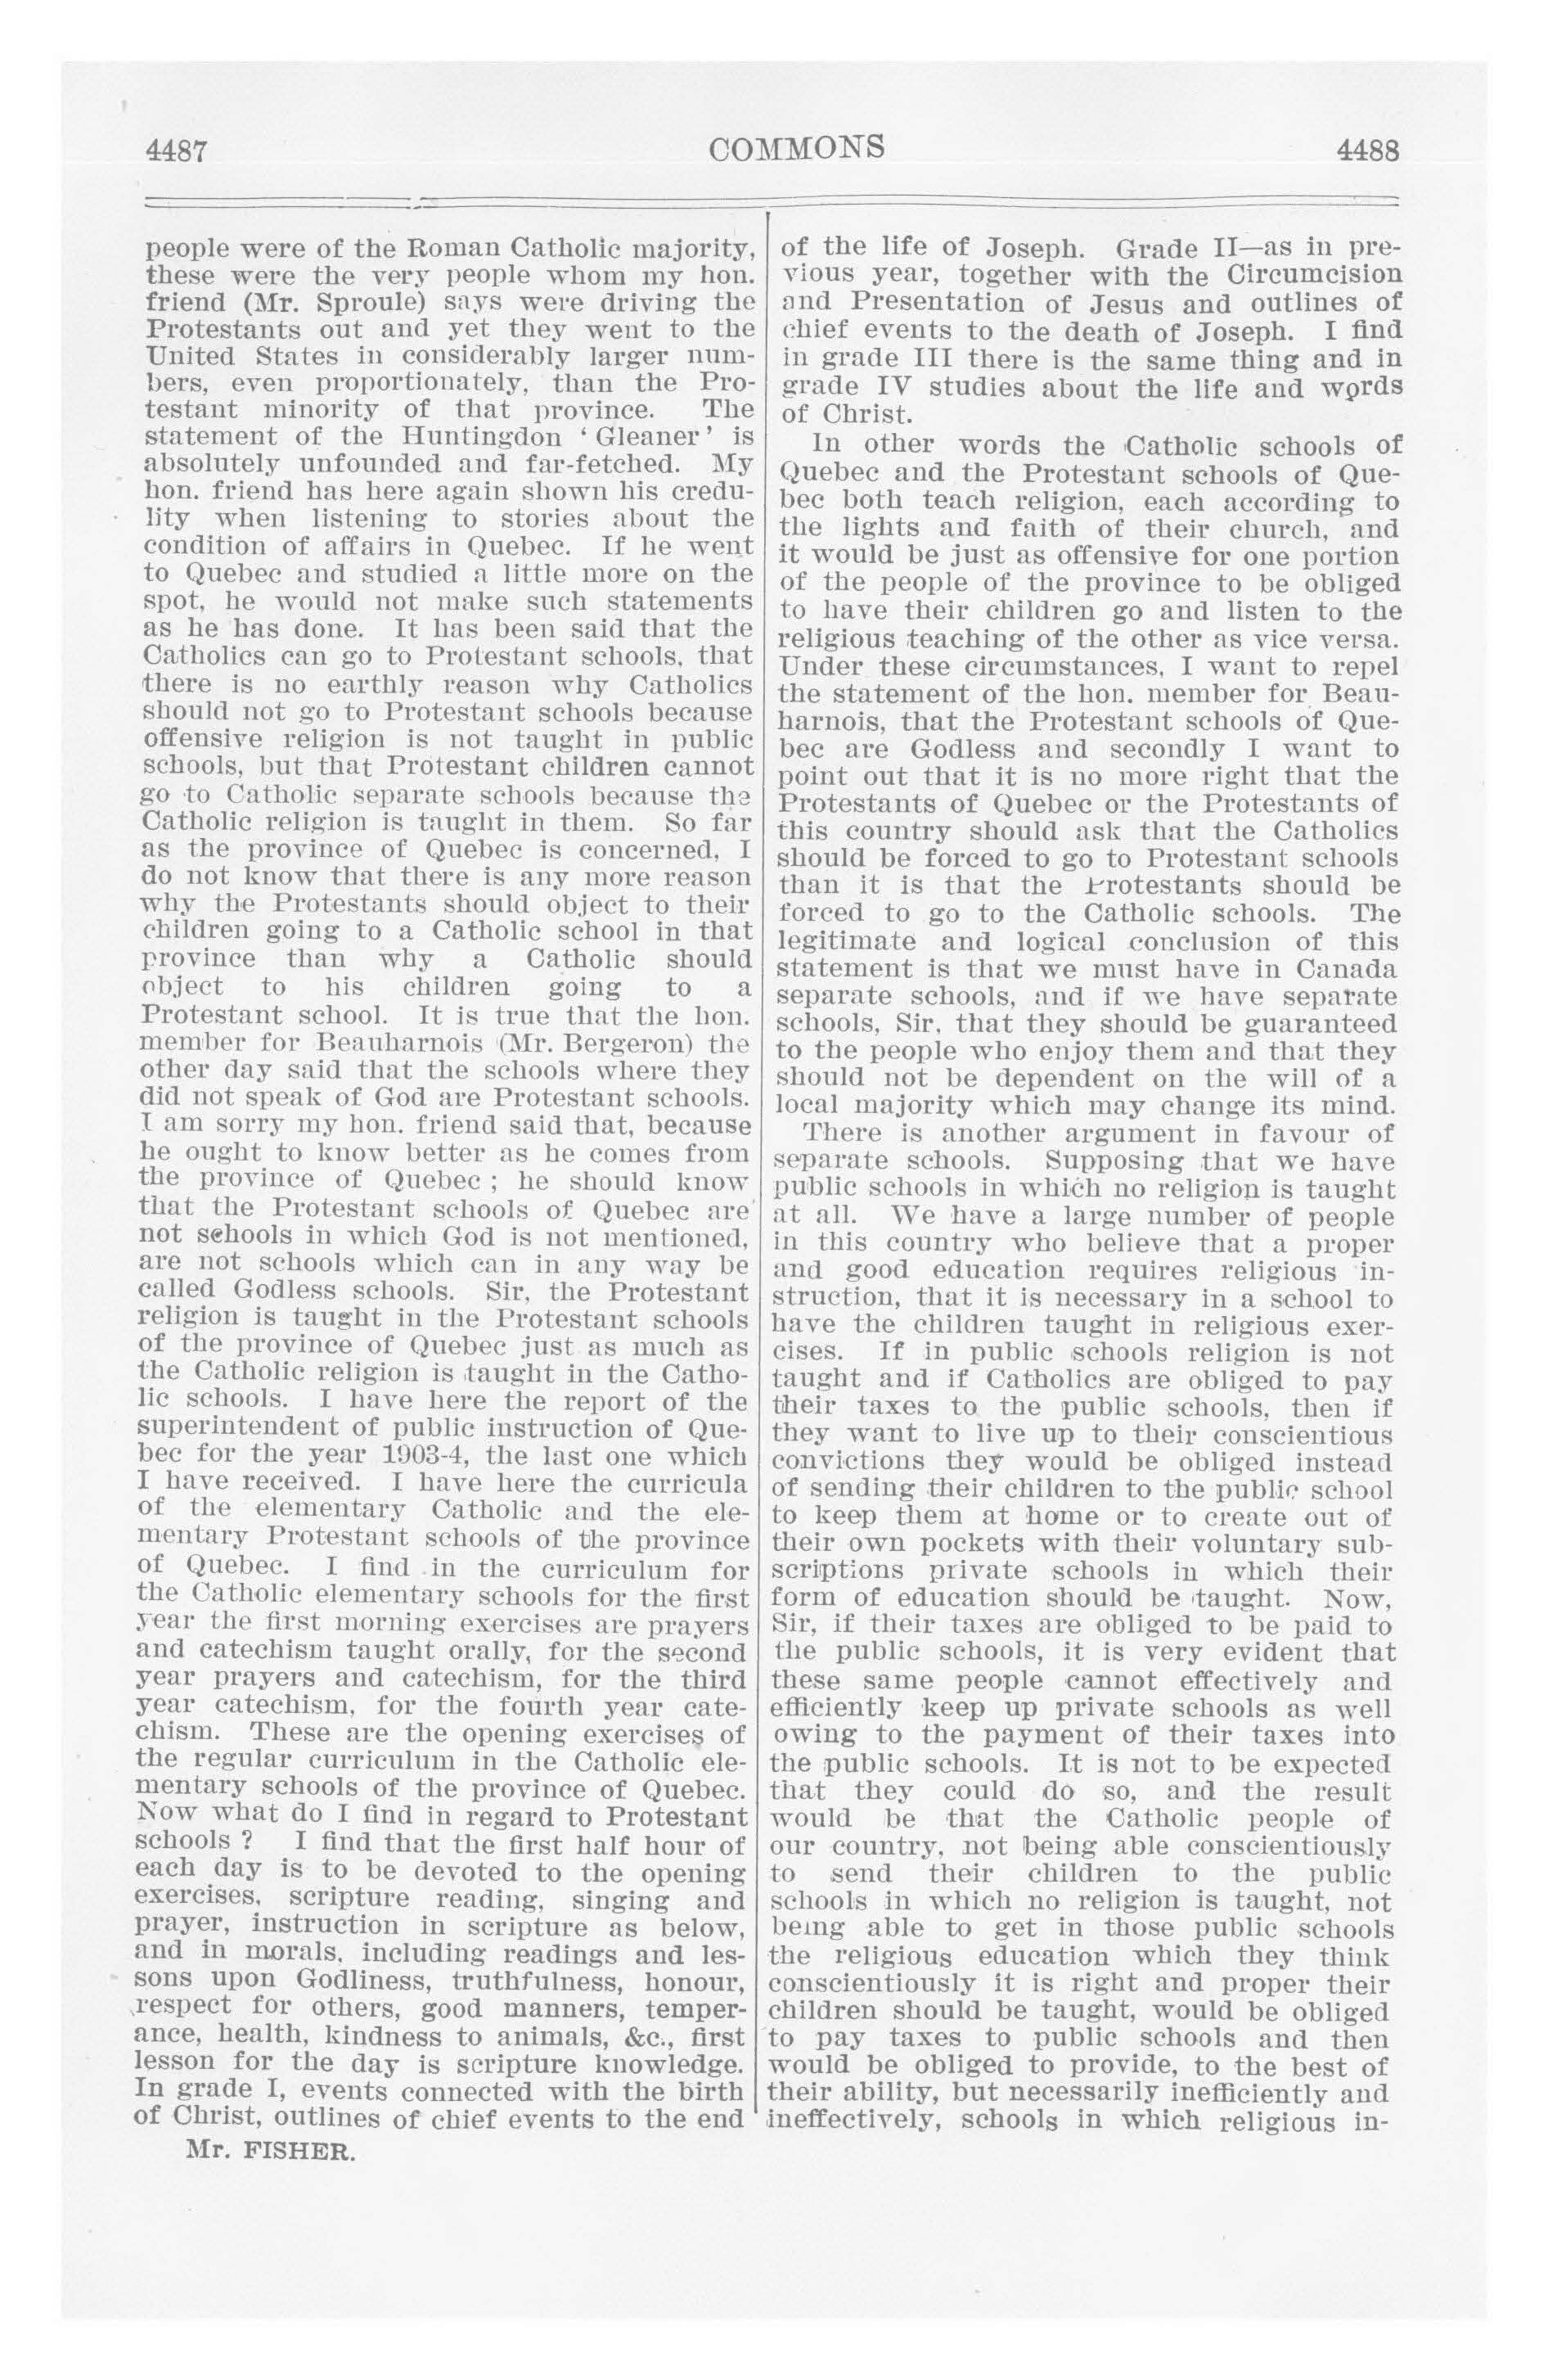 4487 COMMONS 4488
people were of the Roman Catholic majority,
these were the very people whom my hon.
friend (Mr. Sproule) says were driving the
Protestants out and yet they went to the
United States in considerably larger num-
bers, even proportionately, than the Pro-
testant minority of that province. The
statement of the Huntingdon ‘ Gleaner ’ is
absolutely unfounded and far-fetched. My
hon. friend has here again shown his credu-
lity when listening to stories about the
condition of affairs in Quebec. If he went
to Quebec and studied a little more on the
spot, he would not make such statements
as he has done. It has been said that the
Catholics can go to Protestant schools, that
there is no earthly reason why Catholics
should not go to Protestant schools because
offensive religion is not taught in public
schools, but that Protestant children cannot
go to Catholic separate schools because the
Catholic religion is taught in them. So far
as the province of Quebec is concerned, I
do not know that there is any more reason
why the Protestants should object to their
children going to a Catholic school in that
province than why a Catholic should
object to his children going to a
Protestant school. It is true that the hon.
member for Beauharnois (Mr. Bergeron) the
other day said that the schools where they
did not speak of God are Protestant schools.
I am sorry my hon. friend said that, because
he ought to know better as he comes from
the province of Quebec ; he should know
that the Protestant schools of Quebec are
not schools in which God is not mentioned,
are not schools which can in any way be
called Godless schools. Sir, the Protestant
religion is taught in the Protestant schools
of the province of Quebec just as much as
the Catholic religion is taught in the Catho-
lic schools. I have here the report of the
superintendent of public instruction of Que-
bec for the year 1903-4, the last one which
I have received. I have here the curricula
of the elementary Catholic and the ele-
mentary Protestant schools of the province
of Quebec. I find in the curriculum for
the Catholic elementary schools for the first
year the first morning exercises are prayers
and catechism taught orally, for the second
year prayers and catechism, for the third
year catechism, for the fourth year cate-
chism. These are the opening exercises of
the regular curriculum in the Catholic ele-
mentary schools of the province of Quebec.
Now what do I find in regard to Protestant
schools ? I find that the first half hour of
each day is to be devoted to the opening
exercises, scripture reading, singing and
prayer, instruction in scripture as below,
and in morals, including readings and les-
sons upon Godliness, truthfulness, honour,
respect for others, good manners, temper-
ance, health, kindness to animals, &c., first
lesson for the day is scripture knowledge.
In grade I, events connected with the birth
of Christ, outlines of chief events to the end
Mr. FISHER.
of the life of Joseph. Grade II—as in pre-
vious year, together with the Circumcision
and Presentation of Jesus and outlines of
chief events to the death of Joseph. I find
in grade III there is the same thing and in
grade IV studies about the life and words
of Christ.
In other words the Catholic schools of
Quebec and the Protestant schools of Que-
bec both teach religion, each according to
the lights and faith of their church, and
it would be just as offensive for one portion
of the people of the province to be obliged
to have their children go and listen to the
religious teaching of the other as vice versa.
Under these circumstances, I want to repel
the statement of the hon. member for Beau-
harnois, that the Protestant schools of Que-
bec are Godless and secondly I want to
point out that it is no more right that the
Protestants of Quebec or the Protestants of
this country should ask that the Catholics
should be forced to go to Protestant schools
than it is that the Protestants should be
forced to go to the Catholic schools. The
legitimate and logical conclusion of this
statement is that we must have in Canada
separate schools, and if we have separate
schools, Sir, that they should be guaranteed
to the people who enjoy them and that they
should not be dependent on the will of a
local majority which may change its mind.
There is another argument in favour of
separate schools. Supposing that we have
public schools in which no religion is taught
at all. We have a large number of people
in this country who believe that a proper
and good education requires religious in-
struction, that it is necessary in a school to
have the children taught in religious exer-
cises. If in public schools religion is not
taught and if Catholics are obliged to pay
their taxes to the public schools, then if
they want to live up to their conscientious
convictions they would be obliged instead
of sending their children to the public school
to keep them at home or to create out of
their own pockets with their voluntary sub-
scriptions private schools in which their
form of education should be taught. Now,
Sir, if their taxes are obliged to be paid to
the public schools, it is very evident that
these same people cannot effectively and
efficiently keep up private schools as well
owing to the payment of their taxes into
the public schools. It is not to be expected
that they could do so, and the result
would be that the Catholic people of
our country, not being able conscientiously
to send their children to the public
schools in which no religion is taught, not
being able to get in those public schools
the religious education which they think
conscientiously it is right and proper their
children should be taught, would be obliged
to pay taxes to public schools and then
would be obliged to provide, to the best of
their ability, but necessarily inefficiently and
ineffectively, schools in which religious in-